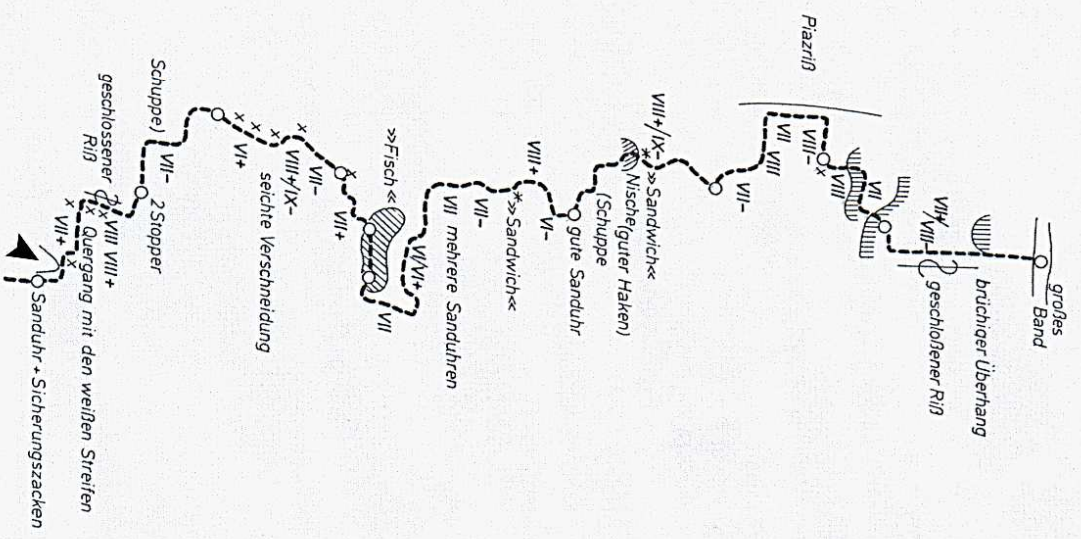 großes
Band
brüchiger Überhang
VII+/
VIII-
geschloßener Riß
VII
VIII
VIII-
VII
Piazriß
VIII
VII-
VIII+/IX-
»Sandwich«
Nische(guter Haken)
(Schuppe
gute Sanduhr
VI-
VIII+
»Sandwich«
VII-
VII mehrere Sanduhren
VI/VI+
VII
»Fisch«
VII+
VII-
VIII+/IX-
seichte Verschneidung
VI+
VII-
2 Stopper
Schuppe)
geschlossener
Riß
VIII VIII+
Quergang mit den weißen Streifen
VII+
Sanduhr + Sicherungszacken